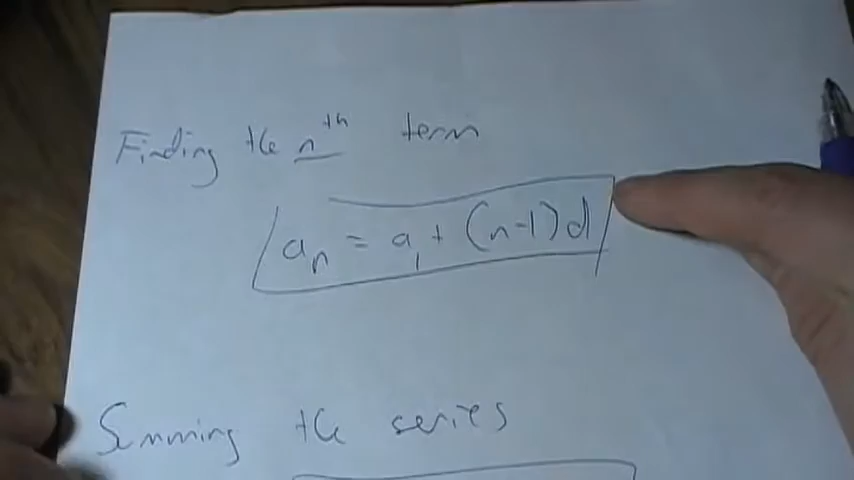 Finding the nth term
aₙ = a₁ + (n-1)d
Summing the series